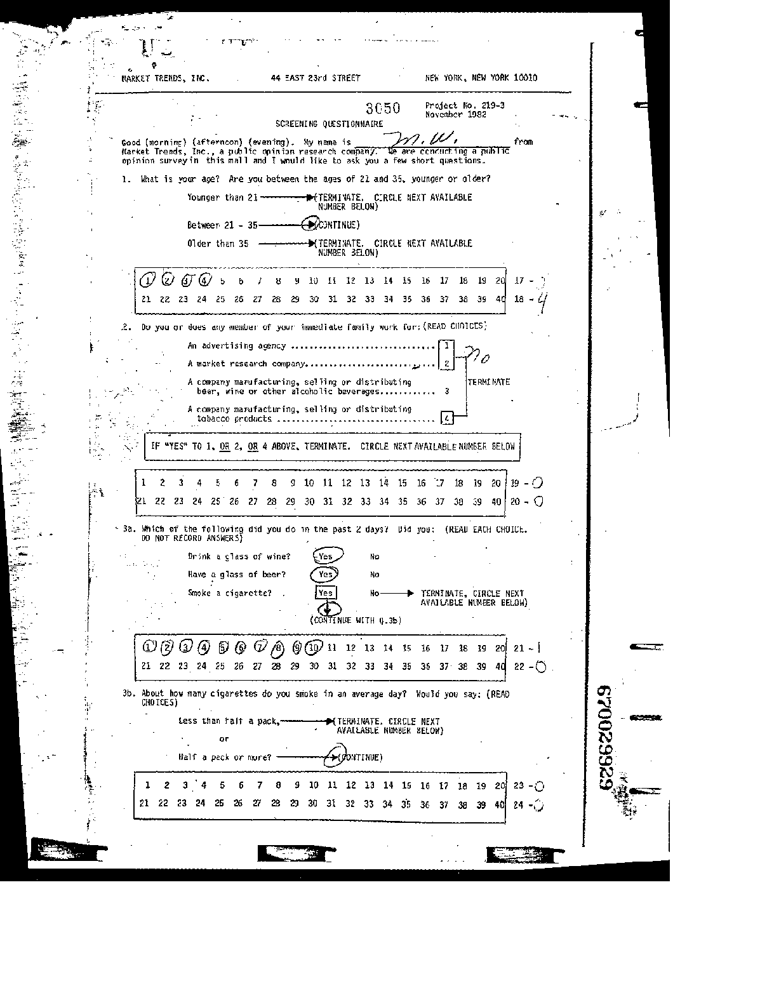 MARKET TRENDS, INC. 44 EAST 23rd STREET NEW YORK, NEW YORK 10010
3050 Project No. 219-3
November 1982
SCREENING QUESTIONNAIRE
Good (morning) (afternoon) (evening). My name is M.W. from
Market Trends, Inc., a public opinion research company. We are conducting a public
opinion survey in this mall and I would like to ask you a few short questions.
1. What is your age? Are you between the ages of 21 and 35, younger or older?
Younger than 21 (TERMINATE. CIRCLE NEXT AVAILABLE
NUMBER BELOW)
Between 21 - 35 (CONTINUE)
Older than 35 (TERMINATE. CIRCLE NEXT AVAILABLE
NUMBER BELOW)
1 2 3 4 5 6 7 8 9 10 11 12 13 14 15 16 17 18 19 20 17 -
21 22 23 24 25 26 27 28 29 30 31 32 33 34 35 36 37 38 39 40 18 - 4
2. Do you or does any member of your immediate family work for: (READ CHOICES)
An advertising agency .............................. 1
A market research company........................... 2 no
A company manufacturing, selling or distributing TERMINATE
beer, wine or other alcoholic beverages............ 3
A company manufacturing, selling or distributing
tobacco products .................................. 4
IF "YES" TO 1, OR 2, OR 4 ABOVE, TERMINATE. CIRCLE NEXT AVAILABLE NUMBER BELOW
1 2 3 4 5 6 7 8 9 10 11 12 13 14 15 16 17 18 19 20 19 - 0
21 22 23 24 25 26 27 28 29 30 31 32 33 34 35 36 37 38 39 40 20 - 0
3a. Which of the following did you do in the past 2 days? Did you: (READ EACH CHOICE.
DO NOT RECORD ANSWERS)
Drink a glass of wine? Yes No
Have a glass of beer? Yes No
Smoke a cigarette? Yes No TERMINATE, CIRCLE NEXT
AVAILABLE NUMBER BELOW)
(CONTINUE WITH Q.3b)
1 2 3 4 5 6 7 8 9 10 11 12 13 14 15 16 17 18 19 20 21 - 1
21 22 23 24 25 26 27 28 29 30 31 32 33 34 35 36 37 38 39 40 22 - 0
3b. About how many cigarettes do you smoke in an average day? Would you say: (READ
CHOICES)
Less than half a pack, (TERMINATE. CIRCLE NEXT
AVAILABLE NUMBER BELOW)
or
Half a pack or more? (CONTINUE)
1 2 3 4 5 6 7 8 9 10 11 12 13 14 15 16 17 18 19 20 23 - 0
21 22 23 24 25 26 27 28 29 30 31 32 33 34 35 36 37 38 39 40 24 - 0
670029929